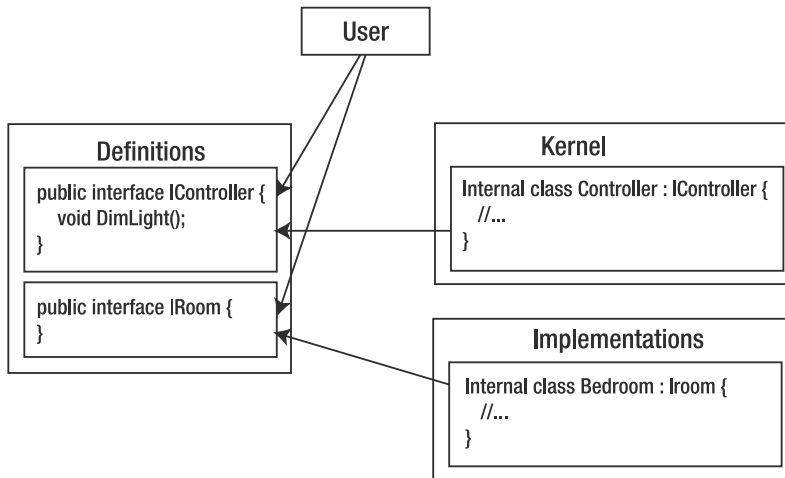 User
Definitions
public interface IController {
void DimLight();
}
public interface IRoom {
}
Kernel
Internal class Controller : IController {
//...
}
Implementations
Internal class Bedroom : Iroom {
//...
}